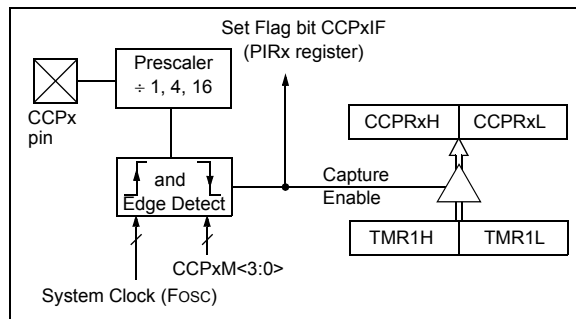 Set Flag bit CCPxIF
(PIRx register)
Prescaler
÷ 1, 4, 16
CCPx
pin
CCPRxH CCPRxL
and
Edge Detect
Capture
Enable
TMR1H TMR1L
CCPxM<3:0>
System Clock (FOSC)